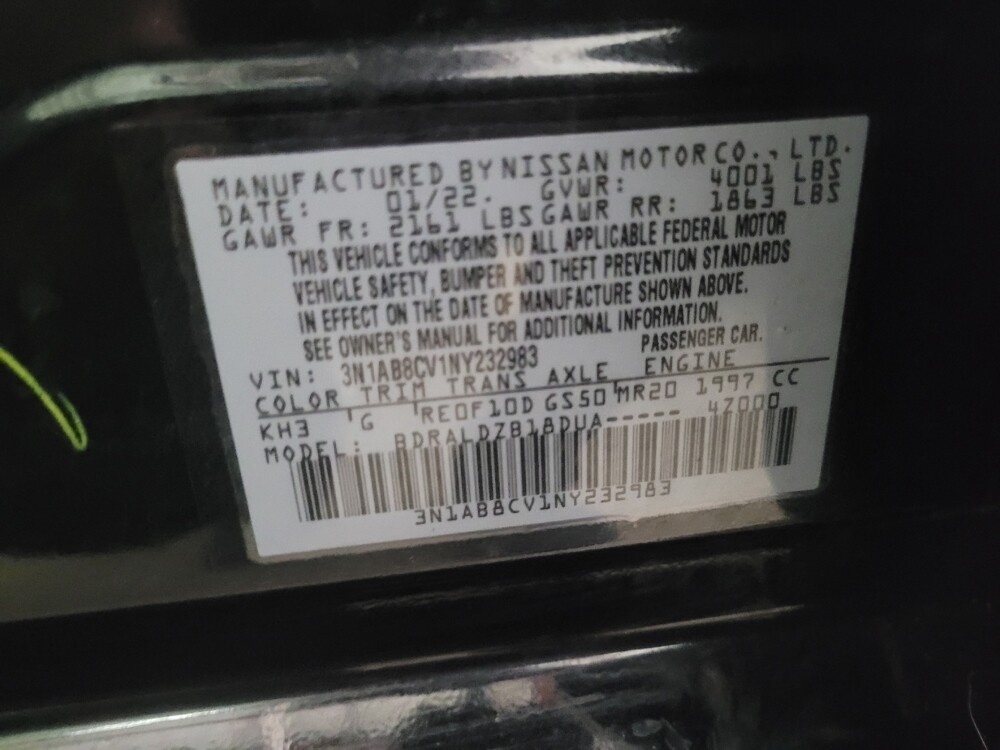 MANUFACTURED BY NISSAN MOTOR CO., LTD.
DATE: 01/22. GVWR: 4001 LBS
GAWR FR: 2161 LBS GAWR RR: 1863 LBS
THIS VEHICLE CONFORMS TO ALL APPLICABLE FEDERAL MOTOR
VEHICLE SAFETY, BUMPER AND THEFT PREVENTION STANDARDS
IN EFFECT ON THE DATE OF MANUFACTURE SHOWN ABOVE.
SEE OWNER'S MANUAL FOR ADDITIONAL INFORMATION.
VIN: 3N1AB8CV1NY232983 PASSENGER CAR.
COLOR TRIM TRANS AXLE ENGINE
KH3 G RE0F10D GS50 MR20 1997 CC
MODEL: BDRALDZB18DUA----- 47000
3N1AB8CV1NY232983